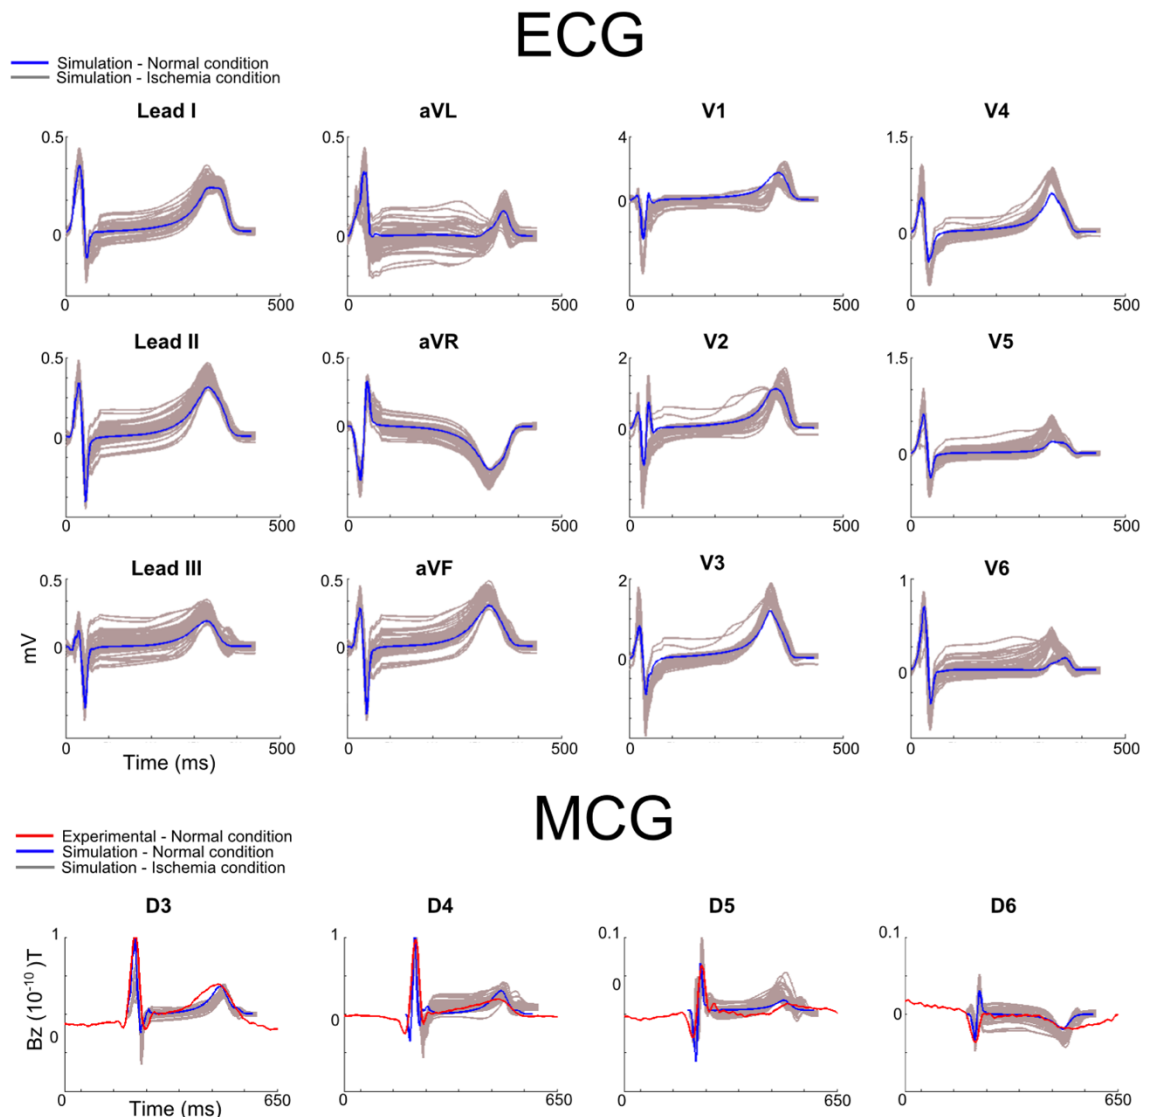 ECG
Simulation - Normal condition
Simulation - Ischemia condition
Lead I aVL V1 V4
0.5 0.5 4 1.5
0 0 0 0
0 500 0 500 0 500 0 500
Lead II aVR V2 V5
0.5 0.5 2 1.5
0 0 0 0
0 500 0 500 0 500 0 500
Lead III aVF V3 V6
0.5 0.5 2 1
0 0 0 0
mV
0 500 0 500 0 500 0 500
Time (ms)
MCG
Experimental - Normal condition
Simulation - Normal condition
Simulation - Ischemia condition
D3 D4 D5 D6
1 1 0.1 0.1
0 0 0 0
Bz (10⁻¹⁰)T
0 650 0 650 0 650 0 650
Time (ms)